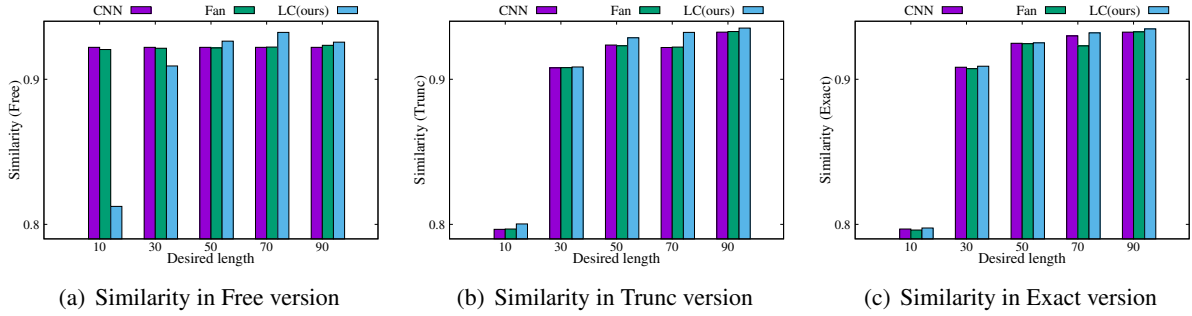 CNN Fan LC(ours)
Similarity (Free)
0.9
0.8
10 30 50 70 90
Desired length
(a) Similarity in Free version
CNN Fan LC(ours)
Similarity (Trunc)
0.9
0.8
10 30 50 70 90
Desired length
(b) Similarity in Trunc version
CNN Fan LC(ours)
Similarity (Exact)
0.9
0.8
10 30 50 70 90
Desired length
(c) Similarity in Exact version